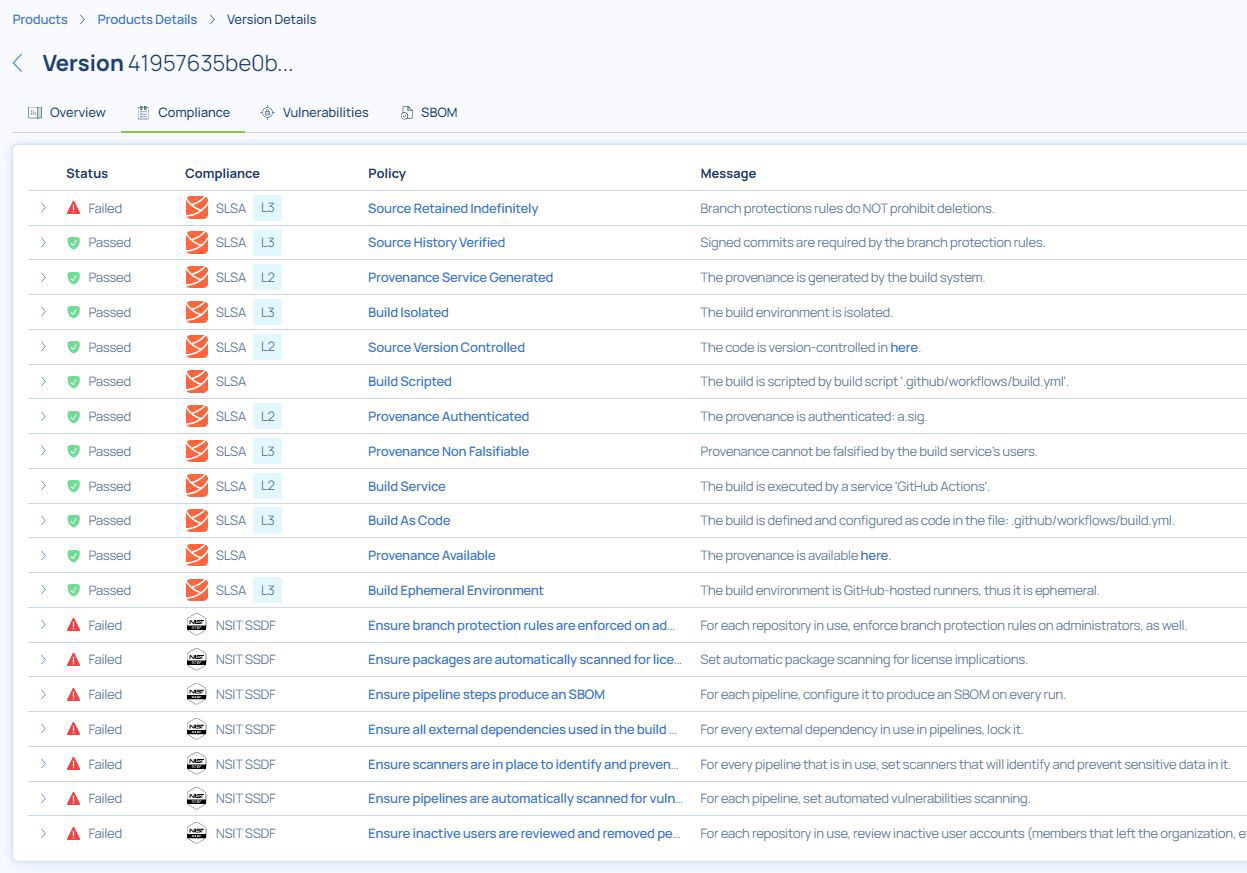 Products > Products Details > Version Details
Version 41957635be0b...
Overview Compliance Vulnerabilities SBOM
Status Compliance Policy Message
Failed SLSA L3 Source Retained Indefinitely Branch protections rules do NOT prohibit deletions.
Passed SLSA L3 Source History Verified Signed commits are required by the branch protection rules.
Passed SLSA L2 Provenance Service Generated The provenance is generated by the build system.
Passed SLSA L3 Build Isolated The build environment is isolated.
Passed SLSA L2 Source Version Controlled The code is version-controlled in here.
Passed SLSA Build Scripted The build is scripted by build script '.github/workflows/build.yml'.
Passed SLSA L2 Provenance Authenticated The provenance is authenticated: a.sig.
Passed SLSA L3 Provenance Non Falsifiable Provenance cannot be falsified by the build service's users.
Passed SLSA L2 Build Service The build is executed by a service 'GitHub Actions'.
Passed SLSA L3 Build As Code The build is defined and configured as code in the file: .github/workflows/build.yml.
Passed SLSA Provenance Available The provenance is available here.
Passed SLSA L3 Build Ephemeral Environment The build environment is GitHub-hosted runners, thus it is ephemeral.
Failed NSIT SSDF Ensure branch protection rules are enforced on ad... For each repository in use, enforce branch protection rules on administrators, as well.
Failed NSIT SSDF Ensure packages are automatically scanned for lice... Set automatic package scanning for license implications.
Failed NSIT SSDF Ensure pipeline steps produce an SBOM For each pipeline, configure it to produce an SBOM on every run.
Failed NSIT SSDF Ensure all external dependencies used in the build ... For every external dependency in use in pipelines, lock it.
Failed NSIT SSDF Ensure scanners are in place to identify and preven... For every pipeline that is in use, set scanners that will identify and prevent sensitive data in it.
Failed NSIT SSDF Ensure pipelines are automatically scanned for vuln... For each pipeline, set automated vulnerabilities scanning.
Failed NSIT SSDF Ensure inactive users are reviewed and removed pe... For each repository in use, review inactive user accounts (members that left the organization,